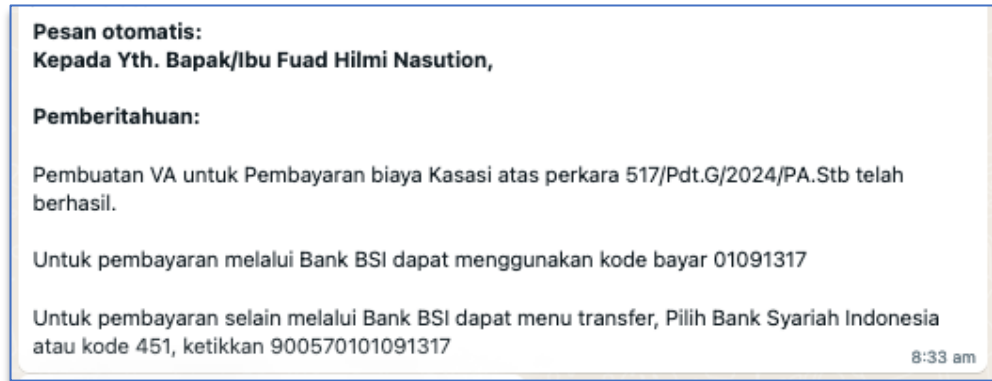 Pesan otomatis:
Kepada Yth. Bapak/Ibu Fuad Hilmi Nasution,
Pemberitahuan:
Pembuatan VA untuk Pembayaran biaya Kasasi atas perkara 517/Pdt.G/2024/PA.Stb telah
berhasil.
Untuk pembayaran melalui Bank BSI dapat menggunakan kode bayar 01091317
Untuk pembayaran selain melalui Bank BSI dapat menu transfer, Pilih Bank Syariah Indonesia
atau kode 451, ketikkan 900570101091317
8:33 am